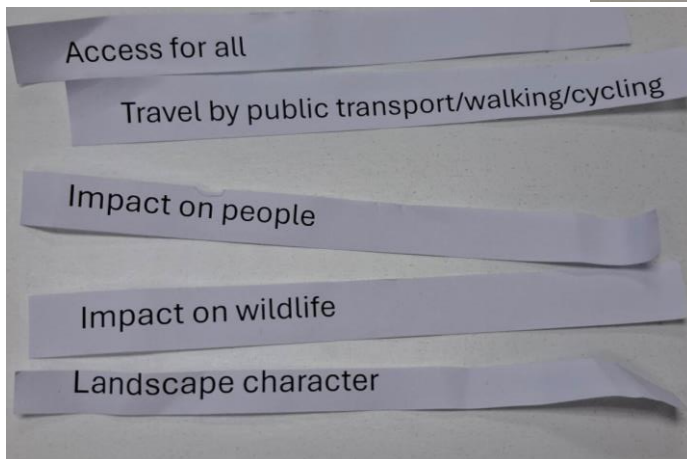 Access for all
Travel by public transport/walking/cycling
Impact on people
Impact on wildlife
Landscape character